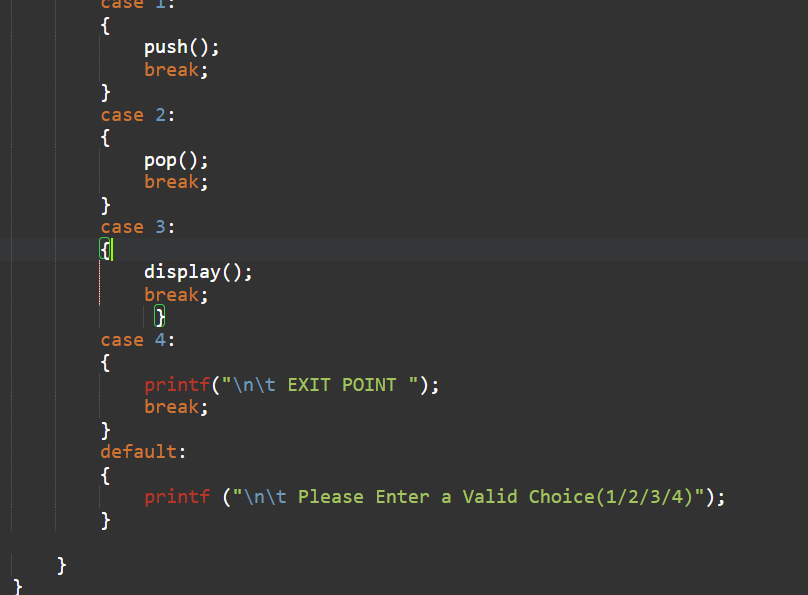 case 1:
{
push();
break;
}
case 2:
{
pop();
break;
}
case 3:
{
display();
break;
}
case 4:
{
printf("\n\t EXIT POINT ");
break;
}
default:
{
printf ("\n\t Please Enter a Valid Choice(1/2/3/4)");
}
}
}